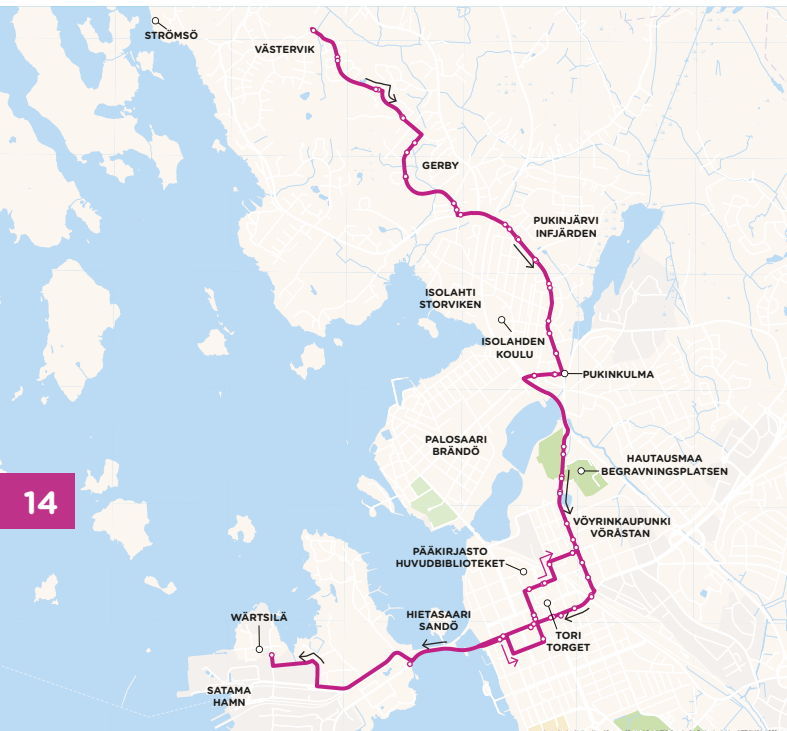 STRÖMSÖ
VÄSTERVIK
GERBY
PUKINJÄRVI
INFJÄRDEN
ISOLAHTI
STORVIKEN
ISOLAHDEN
KOULU
PUKINKULMA
PALOSAARI
BRÄNDÖ
HAUTAUSMAA
BEGRAVNINGSPLATSEN
14
VÖYRINKAUPUNKI
VÖRÅSTAN
PÄÄKIRJASTO
HUVUDBIBLIOTEKET
WÄRTSILÄ
HIETASAARI
SANDÖ
TORI
TORGET
SATAMA
HAMN